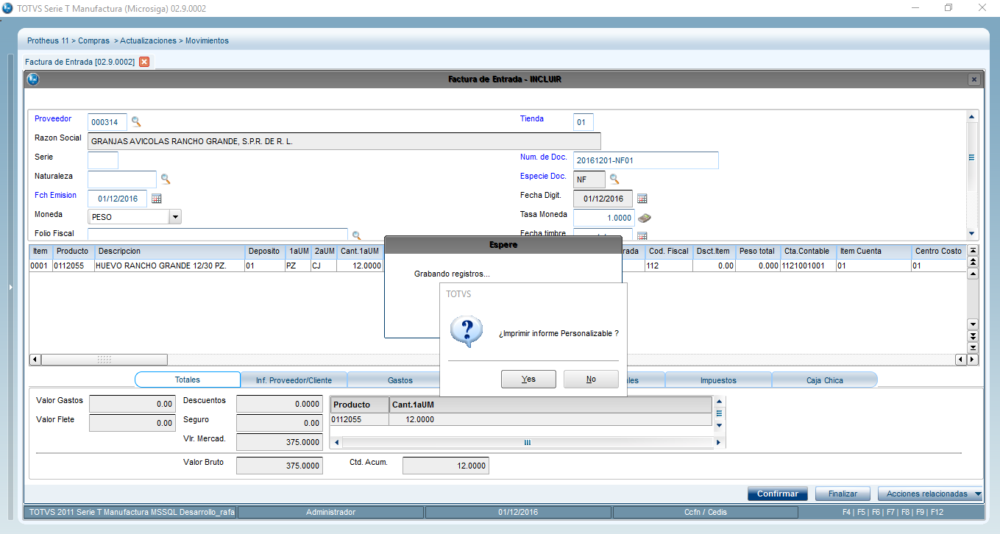 TOTVS Serie T Manufactura (Microsiga) 02.9.0002
Protheus 11 > Compras > Actualizaciones > Movimientos
Factura de Entrada [02.9.0002]
Factura de Entrada - INCLUIR
Proveedor 000314 Tienda 01
Razon Social GRANJAS AVICOLAS RANCHO GRANDE, S.P.R. DE R. L.
Serie Num. de Doc. 20161201-NF01
Naturaleza Especie Doc. NF
Fch Emision 01/12/2016 Fecha Digit. 01/12/2016
Moneda PESO Tasa Moneda 1.0000
Folio Fiscal Fecha timbre
Item Producto Descripcion Deposito 1aUM 2aUM Cant.1aUM Cod. Fiscal Dsct.Item Peso total Cta.Contable Item Cuenta Centro Costo
0001 0112055 HUEVO RANCHO GRANDE 12/30 PZ. 01 PZ CJ 12.0000 112 0.00 0.000 1121001001 01 01
Espere
Grabando registros...
TOTVS
¿Imprimir informe Personalizable ?
Yes No
Totales Inf. Proveedor/Cliente Gastos Impuestos Caja Chica
Valor Gastos 0.00 Descuentos 0.0000 Producto Cant.1aUM
Valor Flete 0.00 Seguro 0.00 0112055 12.0000
Vlr. Mercad. 375.0000
Valor Bruto 375.0000 Ctd. Acum. 12.0000
Confirmar Finalizar Acciones relacionadas
TOTVS 2011 Serie T Manufactura MSSQL Desarrollo_rafa Administrador 01/12/2016 Ccfn / Cedis F4 | F5 | F6 | F7 | F8 | F9 | F12